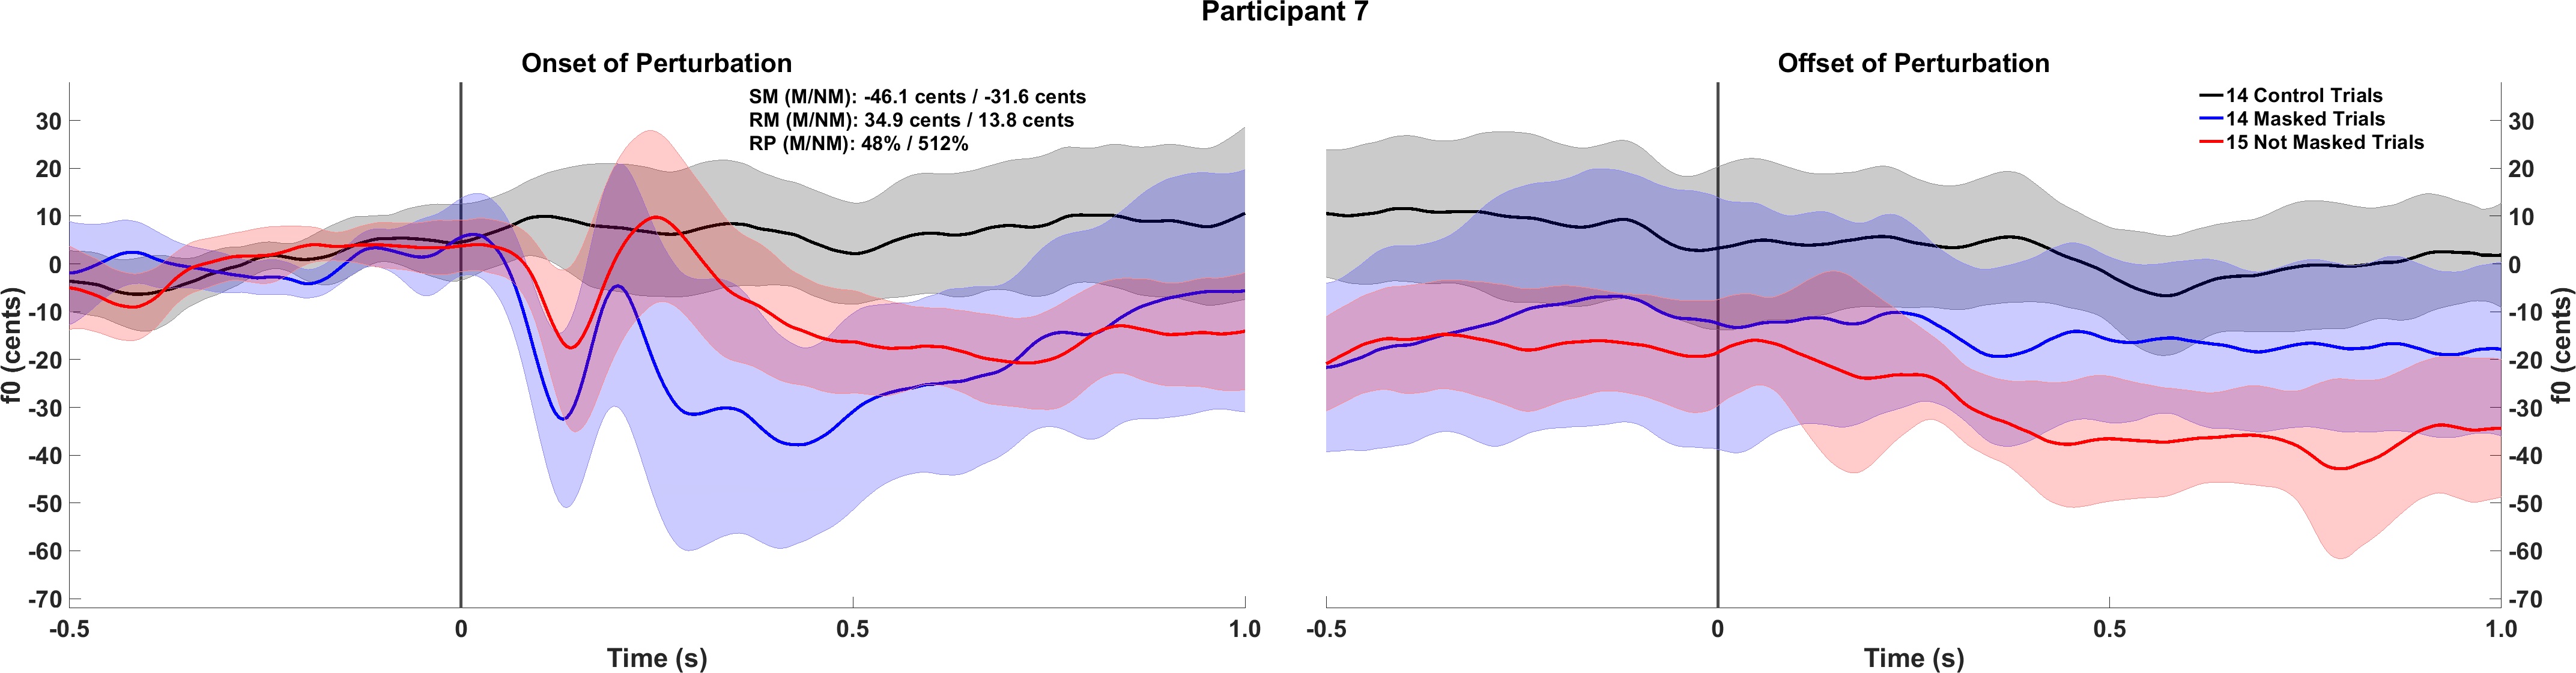 Participant 7
Onset of Perturbation
SM (M/NM): -46.1 cents / -31.6 cents
RM (M/NM): 34.9 cents / 13.8 cents
RP (M/NM): 48% / 512%
f0 (cents)
30
20
10
0
-10
-20
-30
-40
-50
-60
-70
-0.5
0
0.5
1.0
Time (s)
Offset of Perturbation
14 Control Trials
14 Masked Trials
15 Not Masked Trials
30
20
10
0
-10
-20
-30
-40
-50
-60
-70
f0 (cents)
-0.5
0
0.5
1.0
Time (s)